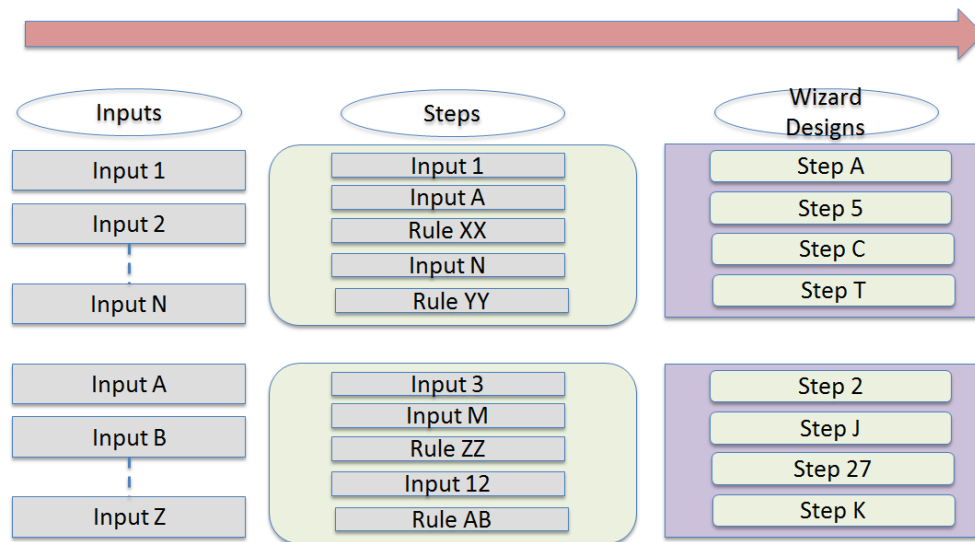 Inputs
Steps
Wizard
Designs
Input 1
Input 2
Input N
Input A
Input B
Input Z
Input 1
Input A
Rule XX
Input N
Rule YY
Input 3
Input M
Rule ZZ
Input 12
Rule AB
Step A
Step 5
Step C
Step T
Step 2
Step J
Step 27
Step K